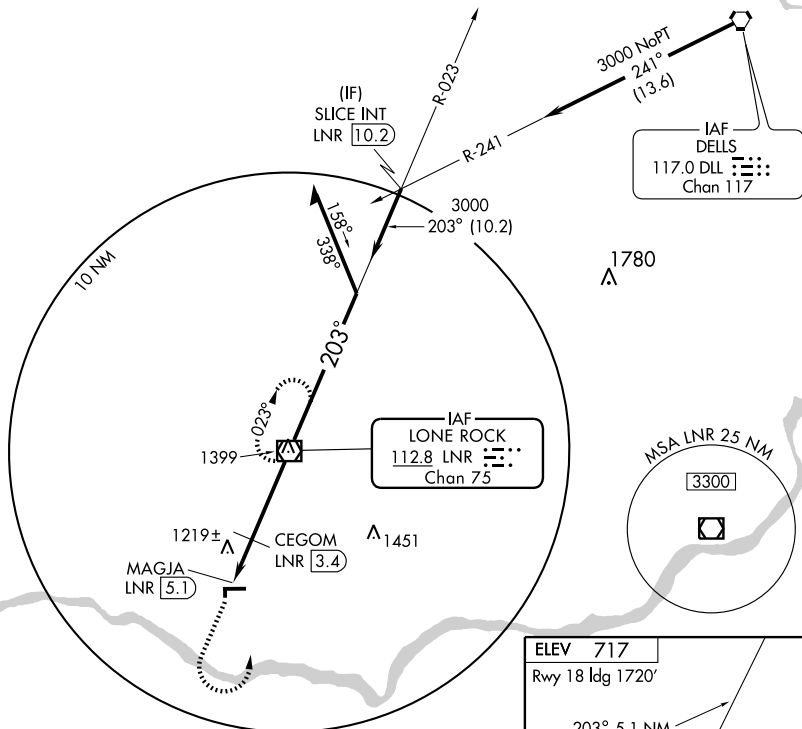 3000 NoPT
241°
(13.6)
R-023
(IF)
SLICE INT
LNR 10.2
R-241
IAF
DELLS
117.0 DLL
Chan 117
3000
203° (10.2)
158°
338°
10 NM
1780
203°
023°
1399
IAF
LONE ROCK
112.8 LNR
Chan 75
MSA LNR 25 NM
3300
1219±
CEGOM
LNR 3.4
1451
MAGJA
LNR 5.1
ELEV 717
Rwy 18 ldg 1720'
203° 5.1 NM